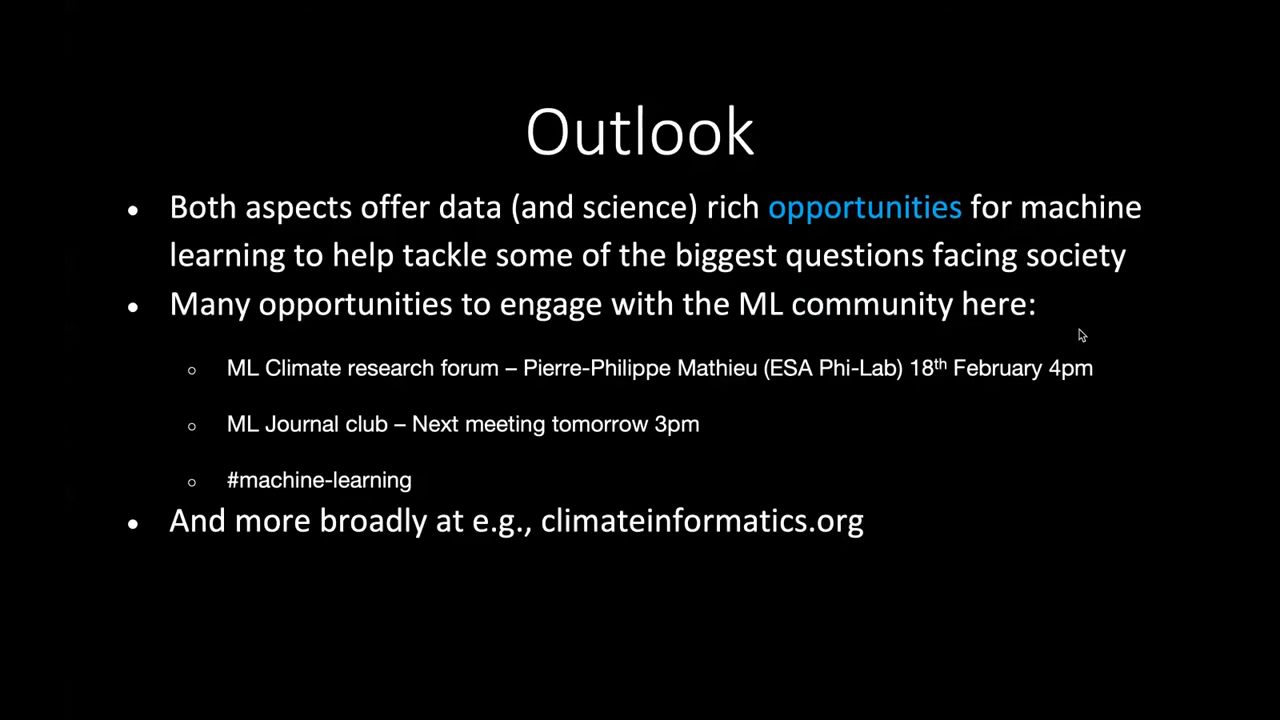 Outlook
• Both aspects offer data (and science) rich opportunities for machine
learning to help tackle some of the biggest questions facing society
• Many opportunities to engage with the ML community here:
○ ML Climate research forum – Pierre-Philippe Mathieu (ESA Phi-Lab) 18th February 4pm
○ ML Journal club – Next meeting tomorrow 3pm
○ #machine-learning
• And more broadly at e.g., climateinformatics.org